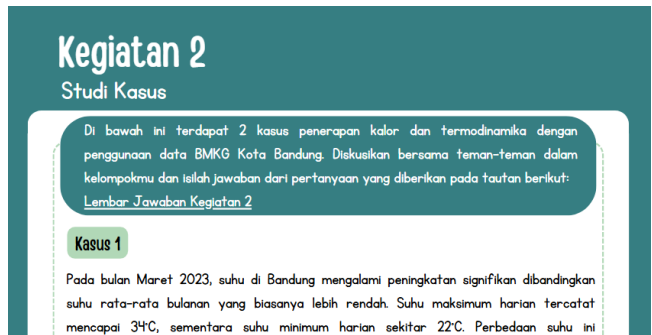 Kegiatan 2
Studi Kasus
Di bawah ini terdapat 2 kasus penerapan kalor dan termodinamika dengan
penggunaan data BMKG Kota Bandung. Diskusikan bersama teman-teman dalam
kelompokmu dan isilah jawaban dari pertanyaan yang diberikan pada tautan berikut:
Lembar Jawaban Kegiatan 2
Kasus 1
Pada bulan Maret 2023, suhu di Bandung mengalami peningkatan signifikan dibandingkan
suhu rata-rata bulanan yang biasanya lebih rendah. Suhu maksimum harian tercatat
mencapai 34°C, sementara suhu minimum harian sekitar 22°C. Perbedaan suhu ini